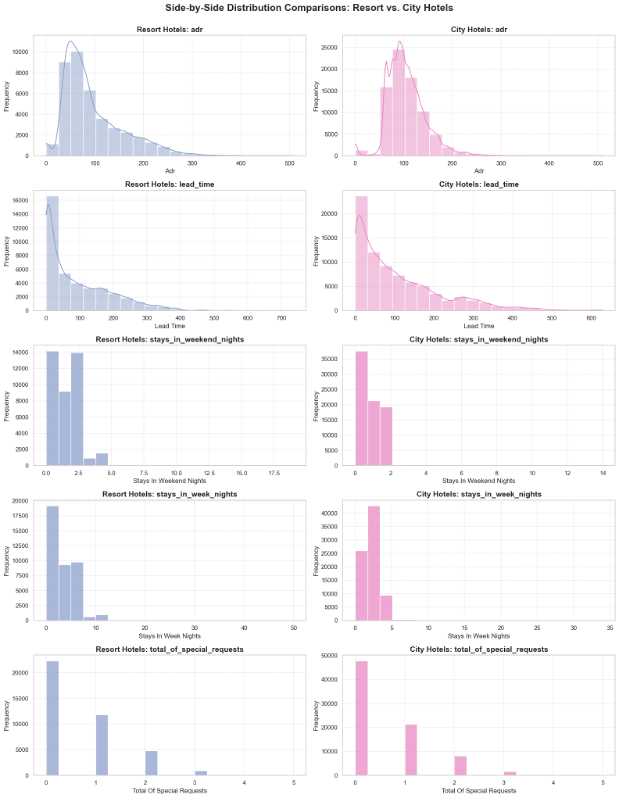 Side-by-Side Distribution Comparisons: Resort vs. City Hotels
Resort Hotels: adr
Frequency
10000
8000
6000
4000
2000
0
0 100 200 300 400 500
Adr
City Hotels: adr
Frequency
25000
20000
15000
10000
5000
0
0 100 200 300 400 500
Adr
Resort Hotels: lead_time
Frequency
16000
14000
12000
10000
8000
6000
4000
2000
0
0 100 200 300 400 500 600 700
Lead Time
City Hotels: lead_time
Frequency
20000
15000
10000
5000
0
0 100 200 300 400 500 600
Lead Time
Resort Hotels: stays_in_weekend_nights
Frequency
14000
12000
10000
8000
6000
4000
2000
0
0.0 2.5 5.0 7.5 10.0 12.5 15.0 17.5
Stays In Weekend Nights
City Hotels: stays_in_weekend_nights
Frequency
35000
30000
25000
20000
15000
10000
5000
0
0 2 4 6 8 10 12 14
Stays In Weekend Nights
Resort Hotels: stays_in_week_nights
Frequency
20000
17500
15000
12500
10000
7500
5000
2500
0
0 10 20 30 40 50
Stays In Week Nights
City Hotels: stays_in_week_nights
Frequency
40000
35000
30000
25000
20000
15000
10000
5000
0
0 5 10 15 20 25 30 35
Stays In Week Nights
Resort Hotels: total_of_special_requests
Frequency
20000
15000
10000
5000
0
0 1 2 3 4 5
Total Of Special Requests
City Hotels: total_of_special_requests
Frequency
50000
40000
30000
20000
10000
0
0 1 2 3 4 5
Total Of Special Requests